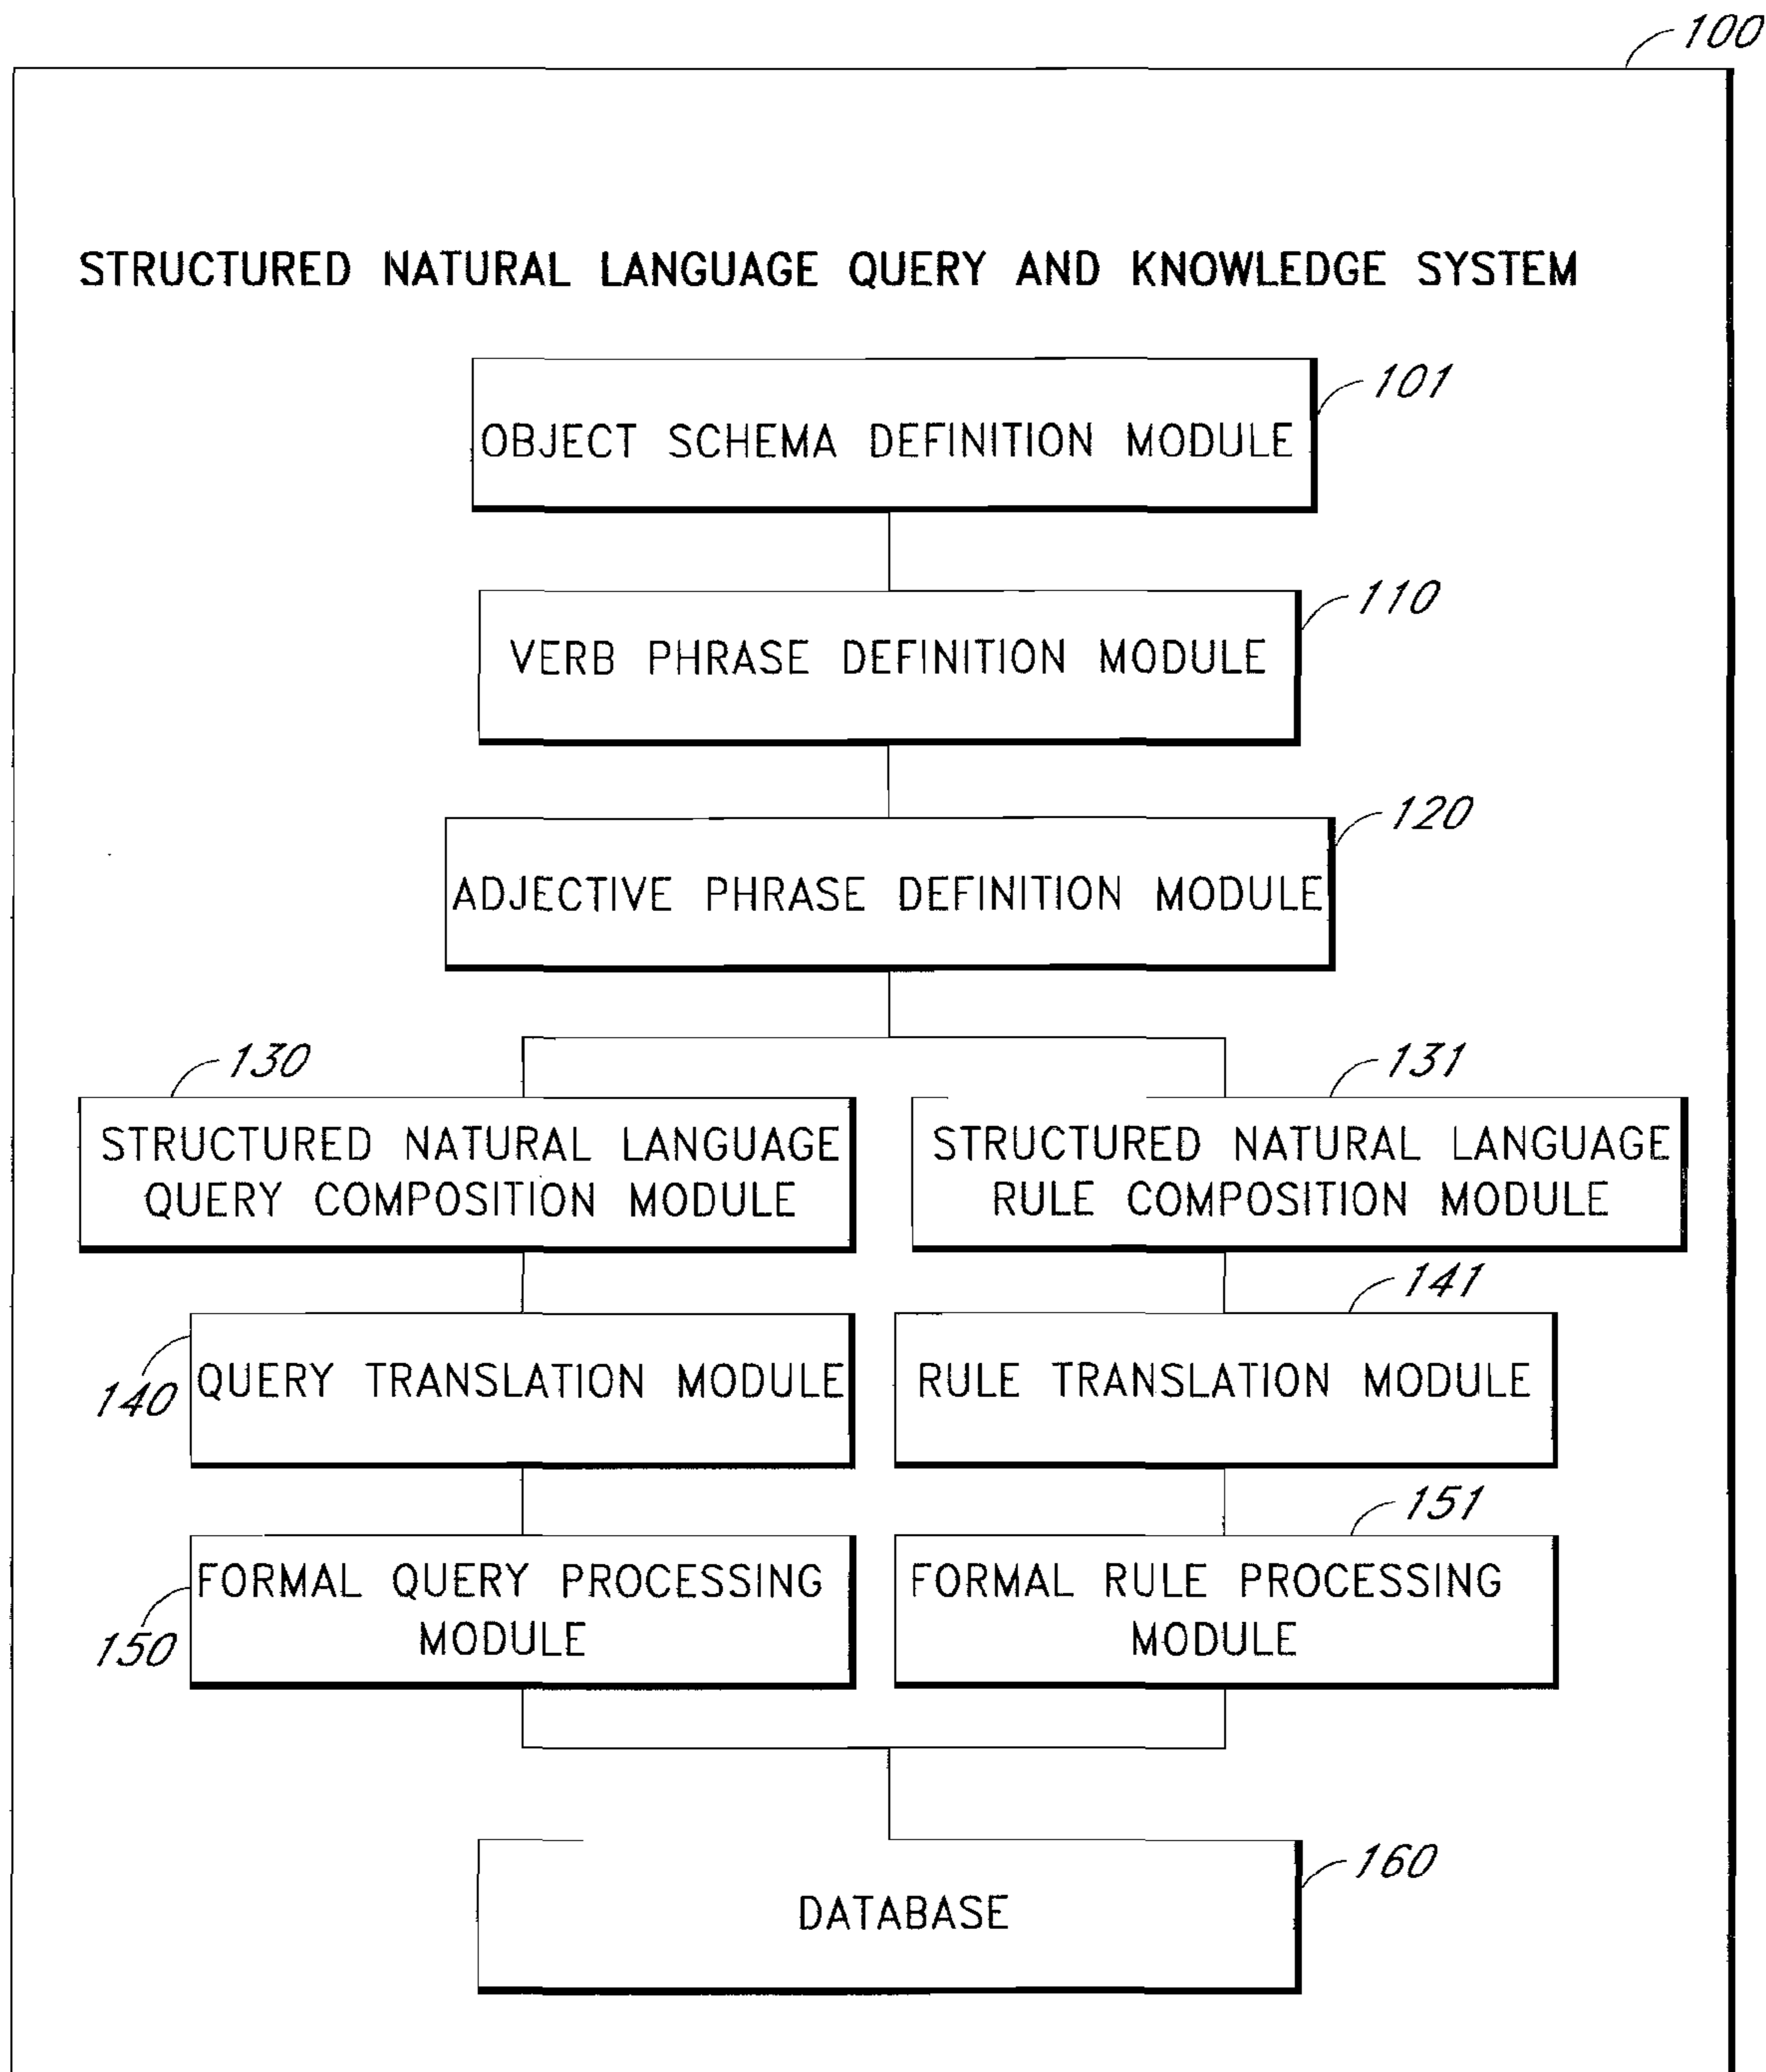 100
STRUCTURED NATURAL LANGUAGE QUERY AND KNOWLEDGE SYSTEM
101
OBJECT SCHEMA DEFINITION MODULE
110
VERB PHRASE DEFINITION MODULE
120
ADJECTIVE PHRASE DEFINITION MODULE
130
STRUCTURED NATURAL LANGUAGE
QUERY COMPOSITION MODULE
131
STRUCTURED NATURAL LANGUAGE
RULE COMPOSITION MODULE
140
QUERY TRANSLATION MODULE
141
RULE TRANSLATION MODULE
150
FORMAL QUERY PROCESSING
MODULE
151
FORMAL RULE PROCESSING
MODULE
160
DATABASE